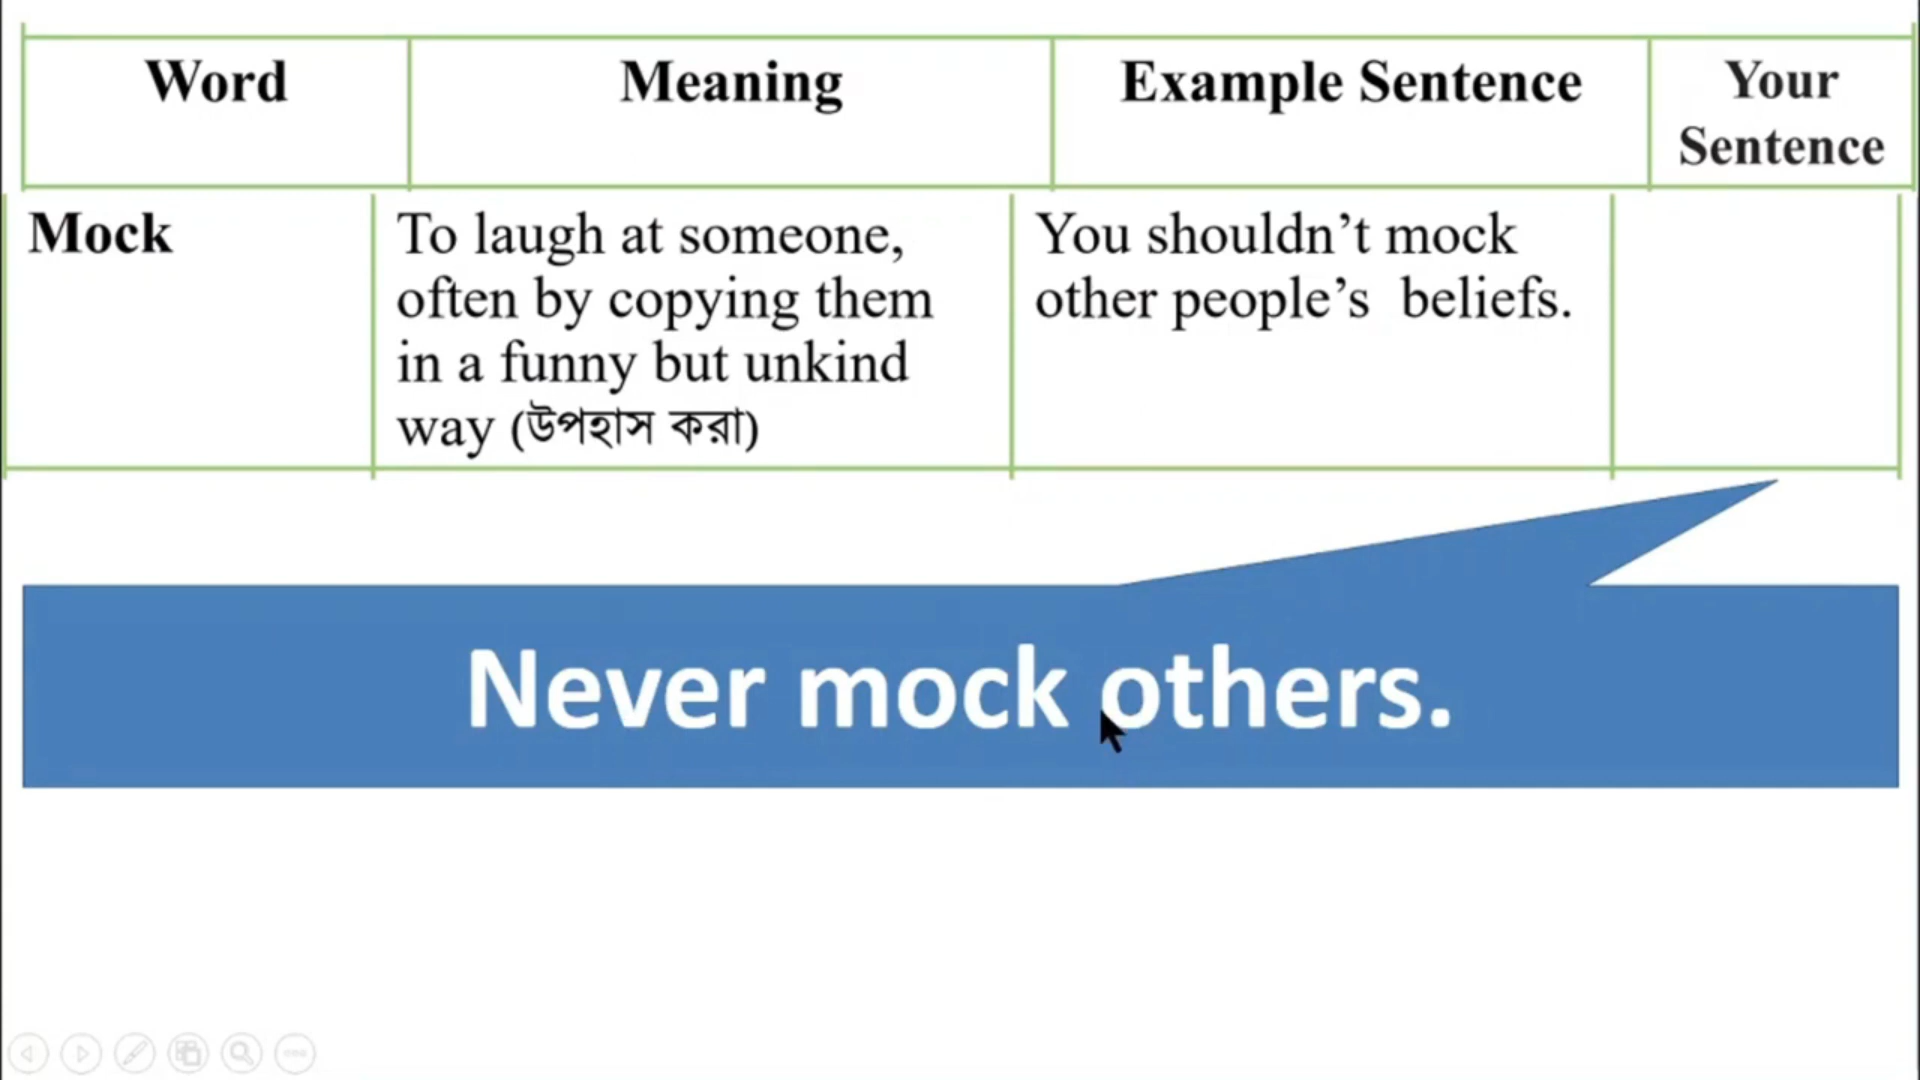 Word
Meaning
Example Sentence
Your
Sentence
Mock
To laugh at someone,
often by copying them
in a funny but unkind
way (উপহাস করা)
You shouldn’t mock
other people’s  beliefs.
Never mock others.